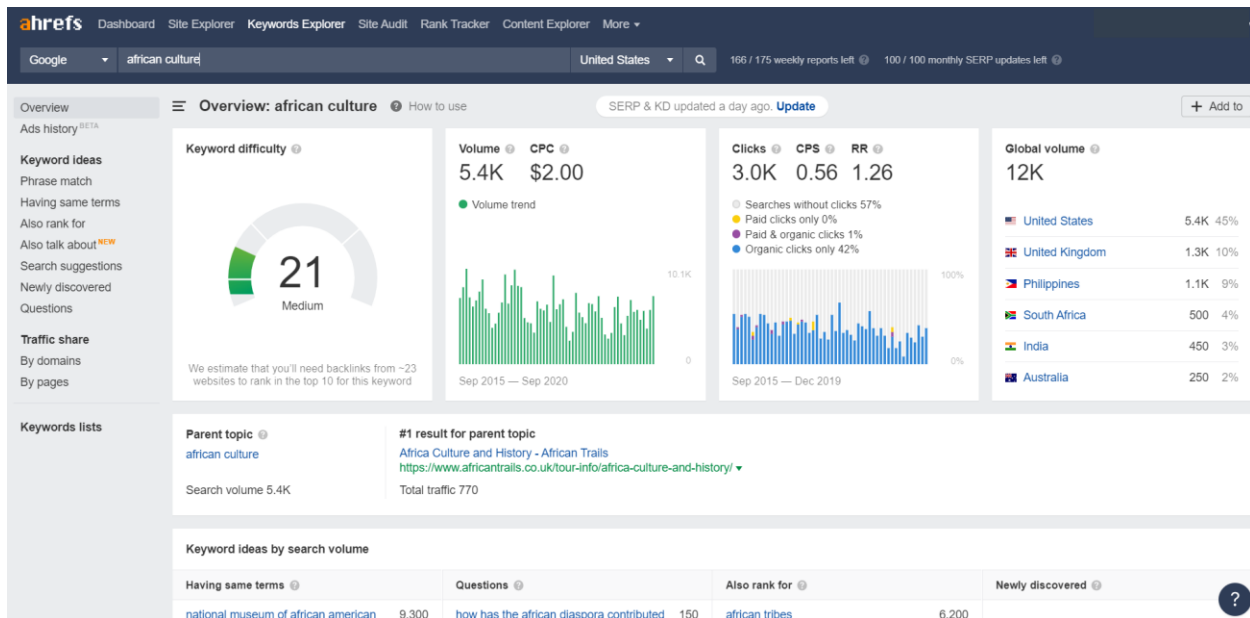 ahrefs Dashboard Site Explorer Keywords Explorer Site Audit Rank Tracker Content Explorer More
Google african culture United States 166 / 175 weekly reports left 100 / 100 monthly SERP updates left
Overview
Ads history BETA
Keyword ideas
Phrase match
Having same terms
Also rank for
Also talk about NEW
Search suggestions
Newly discovered
Questions
Traffic share
By domains
By pages
Keywords lists
Overview: african culture ? How to use SERP & KD updated a day ago. Update + Add to
Keyword difficulty ?
21
Medium
We estimate that you'll need backlinks from ~23
websites to rank in the top 10 for this keyword
Volume ? CPC ?
5.4K $2.00
Volume trend
10.1K
0
Sep 2015 — Sep 2020
Clicks ? CPS ? RR ?
3.0K 0.56 1.26
Searches without clicks 57%
Paid clicks only 0%
Paid & organic clicks 1%
Organic clicks only 42%
100%
0%
Sep 2015 — Dec 2019
Global volume ?
12K
United States 5.4K 45%
United Kingdom 1.3K 10%
Philippines 1.1K 9%
South Africa 500 4%
India 450 3%
Australia 250 2%
Parent topic ?
african culture
Search volume 5.4K
#1 result for parent topic
Africa Culture and History - African Trails
https://www.africantrails.co.uk/tour-info/africa-culture-and-history/
Total traffic 770
Keyword ideas by search volume
Having same terms ? Questions ? Also rank for ? Newly discovered ?
national museum of african american 9,300 how has the african diaspora contributed 150 african tribes 6,200
?